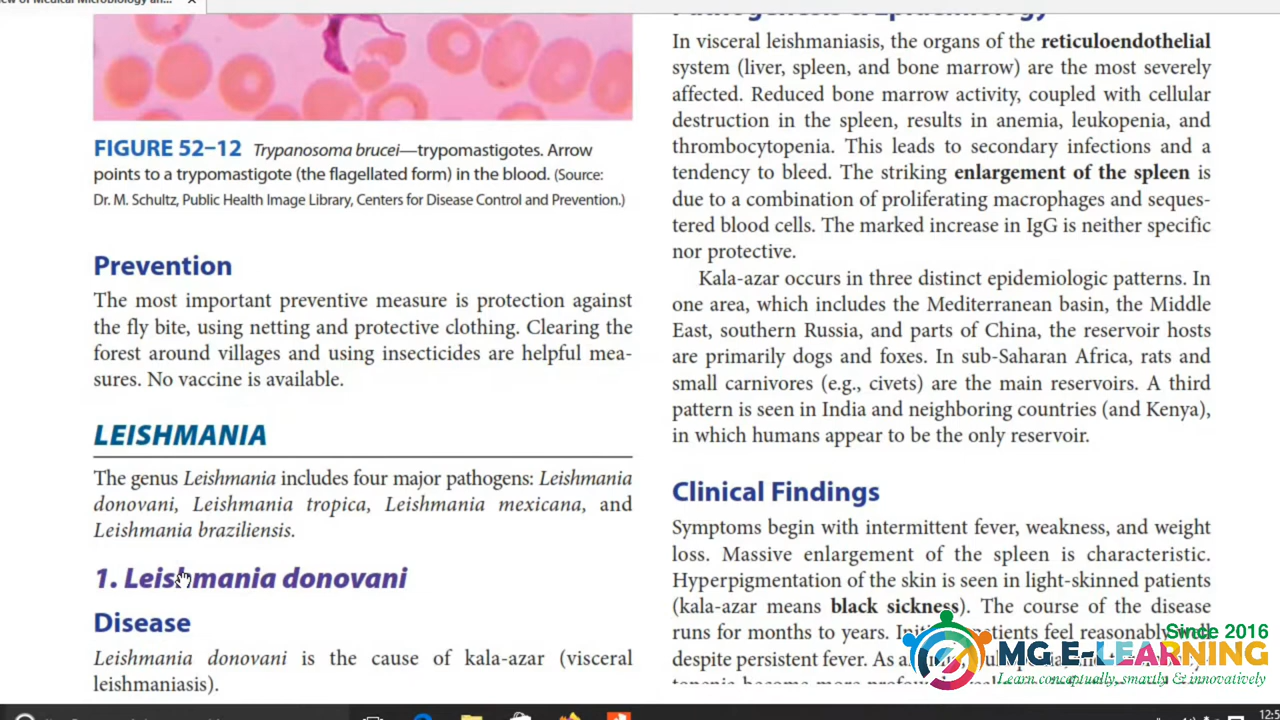 iew of Medical Microbiology an...
FIGURE 52–12 Trypanosoma brucei—trypomastigotes. Arrow
points to a trypomastigote (the flagellated form) in the blood. (Source:
Dr. M. Schultz, Public Health Image Library, Centers for Disease Control and Prevention.)
Prevention
The most important preventive measure is protection against
the fly bite, using netting and protective clothing. Clearing the
forest around villages and using insecticides are helpful mea-
sures. No vaccine is available.
LEISHMANIA
The genus Leishmania includes four major pathogens: Leishmania
donovani, Leishmania tropica, Leishmania mexicana, and
Leishmania braziliensis.
1. Leishmania donovani
Disease
Leishmania donovani is the cause of kala-azar (visceral
leishmaniasis).
In visceral leishmaniasis, the organs of the reticuloendothelial
system (liver, spleen, and bone marrow) are the most severely
affected. Reduced bone marrow activity, coupled with cellular
destruction in the spleen, results in anemia, leukopenia, and
thrombocytopenia. This leads to secondary infections and a
tendency to bleed. The striking enlargement of the spleen is
due to a combination of proliferating macrophages and seques-
tered blood cells. The marked increase in IgG is neither specific
nor protective.
Kala-azar occurs in three distinct epidemiologic patterns. In
one area, which includes the Mediterranean basin, the Middle
East, southern Russia, and parts of China, the reservoir hosts
are primarily dogs and foxes. In sub-Saharan Africa, rats and
small carnivores (e.g., civets) are the main reservoirs. A third
pattern is seen in India and neighboring countries (and Kenya),
in which humans appear to be the only reservoir.
Clinical Findings
Symptoms begin with intermittent fever, weakness, and weight
loss. Massive enlargement of the spleen is characteristic.
Hyperpigmentation of the skin is seen in light-skinned patients
(kala-azar means black sickness). The course of the disease
runs for months to years. patients feel reasonably
despite persistent fever. As
Since 2016
MG E-LEARNING
Learn conceptually, smartly & innovatively
12:5